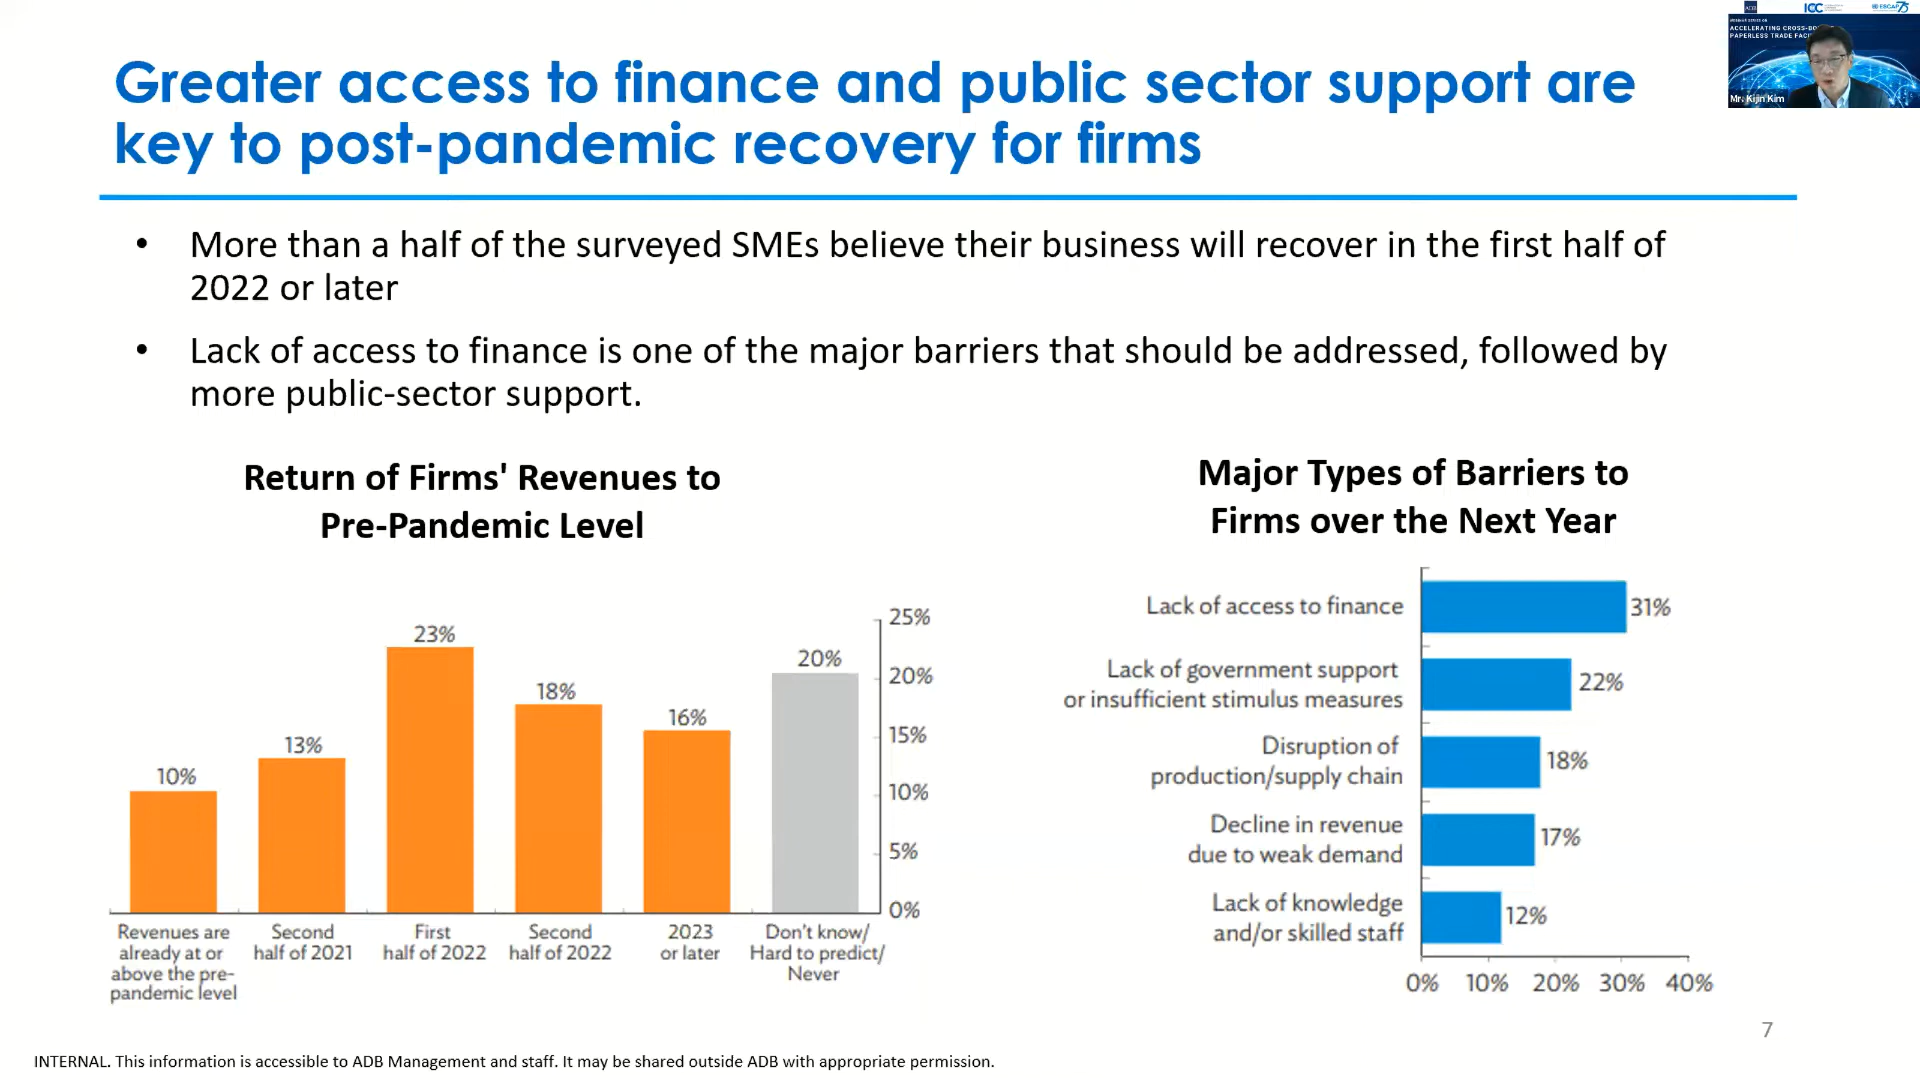 ADB
ICC
ESCAP 75
ACCELERATING CROSS-BO
PAPERLESS TRADE FACI
Mr. Kijin Kim
Greater access to finance and public sector support are
key to post-pandemic recovery for firms
• More than a half of the surveyed SMEs believe their business will recover in the first half of
2022 or later
• Lack of access to finance is one of the major barriers that should be addressed, followed by
more public-sector support.
Return of Firms' Revenues to
Pre-Pandemic Level
25%
20%
15%
10%
5%
0%
10%
13%
23%
18%
16%
20%
Revenues are
already at or
above the pre-
pandemic level
Second
half of 2021
First
half of 2022
Second
half of 2022
2023
or later
Don't know/
Hard to predict/
Never
Major Types of Barriers to
Firms over the Next Year
Lack of access to finance
31%
Lack of government support
or insufficient stimulus measures
22%
Disruption of
production/supply chain
18%
Decline in revenue
due to weak demand
17%
Lack of knowledge
and/or skilled staff
12%
0% 10% 20% 30% 40%
7
INTERNAL. This information is accessible to ADB Management and staff. It may be shared outside ADB with appropriate permission.